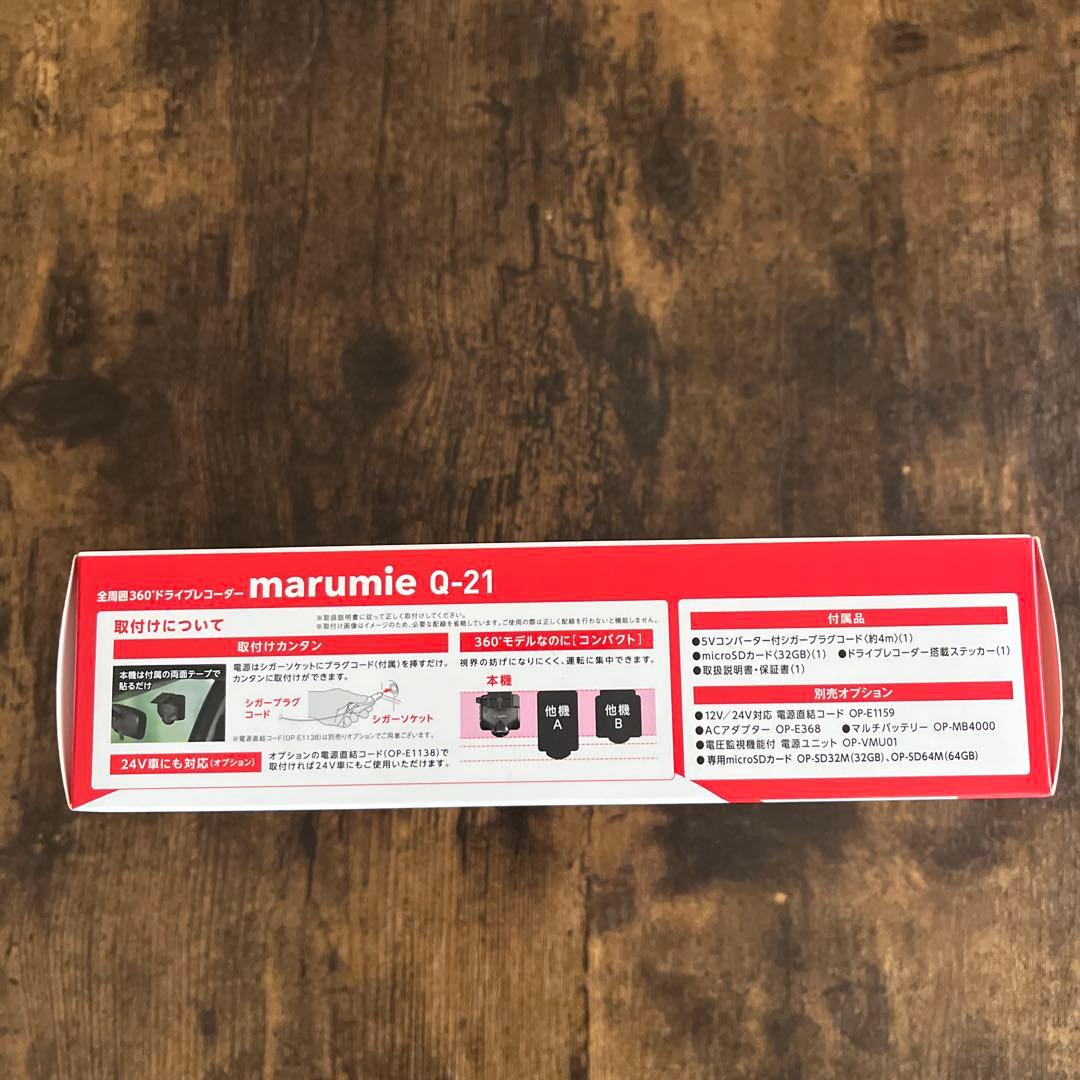 全周囲360°ドライブレコーダー marumie Q-21
取付けについて
※取扱説明書に従って正しく取付けしてください。
※取付け画像はイメージのため、必要な配線を省略しています。ご使用の際は正しく配線を行わないと機能しません。
取付けカンタン
本機は付属の両面テープで
貼るだけ
電源はシガーソケットにプラグコード(付属)を挿すだけ。
カンタンに取付けができます。
シガープラグ
コード
シガーソケット
※電源直結コード(OP-E1138)は別売りオプションでご用意ございます。
24V車にも対応(オプション)
オプションの電源直結コード(OP-E1138)で
取付ければ24V車にもご使用いただけます。
360°モデルなのに[コンパクト]
視界の妨げになりにくく、運転に集中できます。
本機
他機
A
他機
B
付属品
●5Vコンバーター付シガープラグコード〈約4m〉(1)
●microSDカード〈32GB〉(1) ●ドライブレコーダー搭載ステッカー(1)
●取扱説明書・保証書(1)
別売オプション
●12V/24V対応 電源直結コード OP-E1159
●ACアダプター OP-E368 ●マルチバッテリー OP-MB4000
●電圧監視機能付 電源ユニット OP-VMU01
●専用microSDカード OP-SD32M(32GB)、OP-SD64M(64GB)